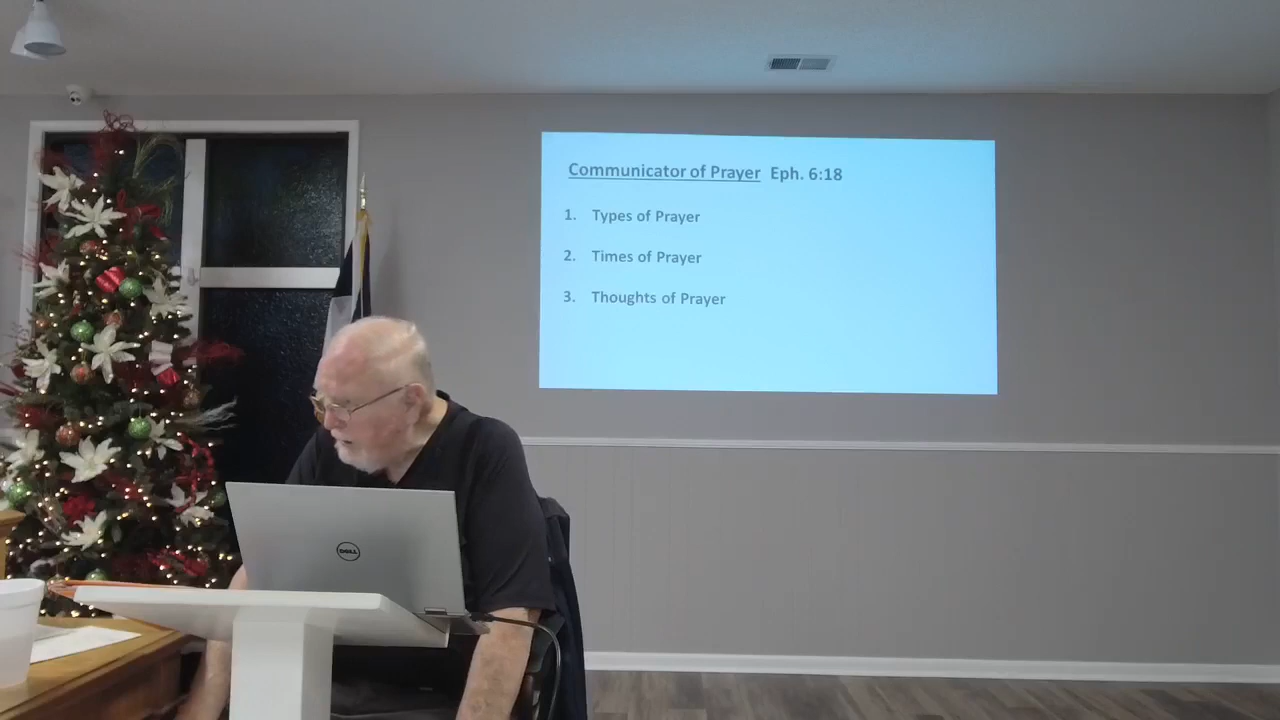 Communicator of Prayer Eph. 6:18
1. Types of Prayer
2. Times of Prayer
3. Thoughts of Prayer
DELL